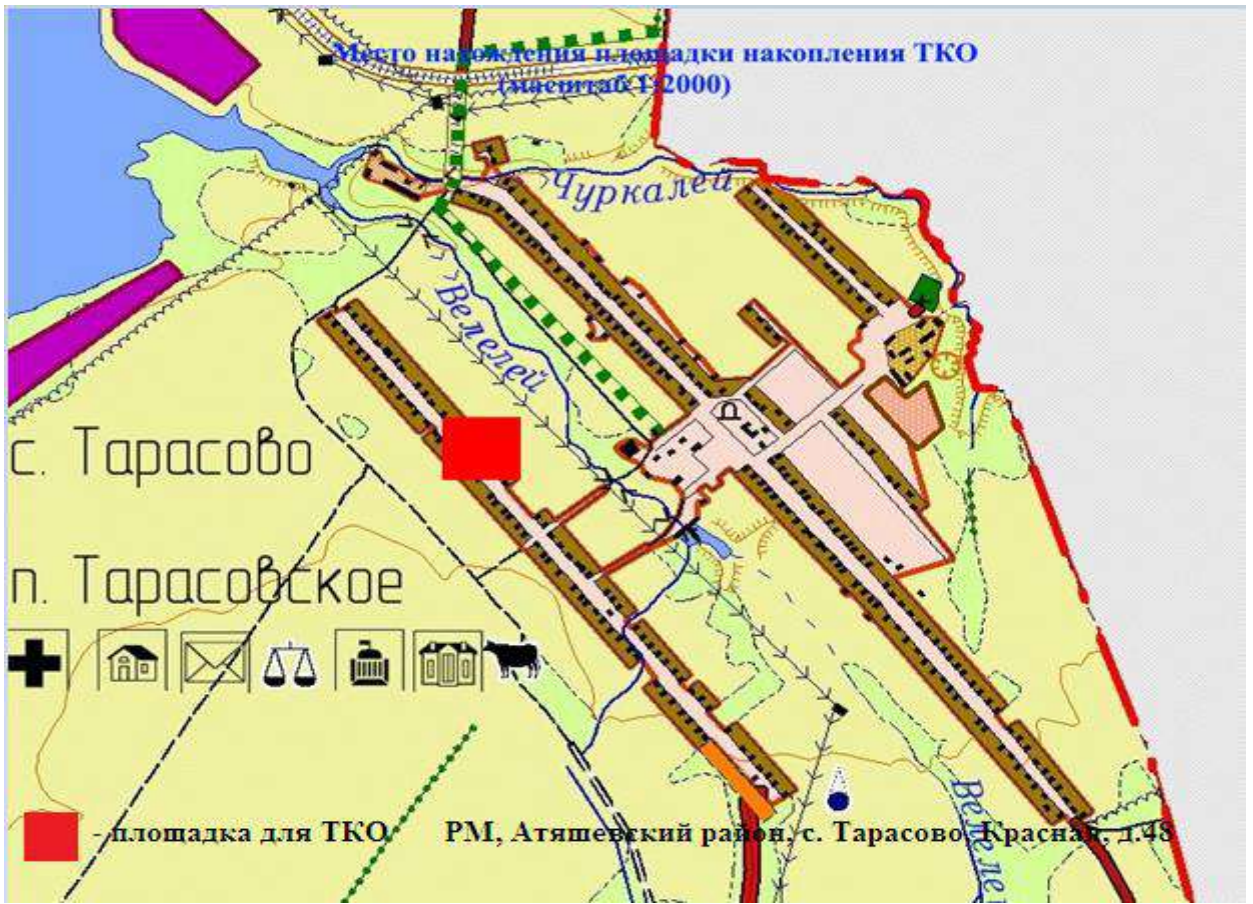 Место нахождения площадки накопления ТКО
(масштаб 1:2000)
Чуркалей
Велелей
с. Тарасово
п. Тарасовское
- площадка для ТКО РМ, Атяшевский район, с. Тарасово, Красная, д.48
Велелей